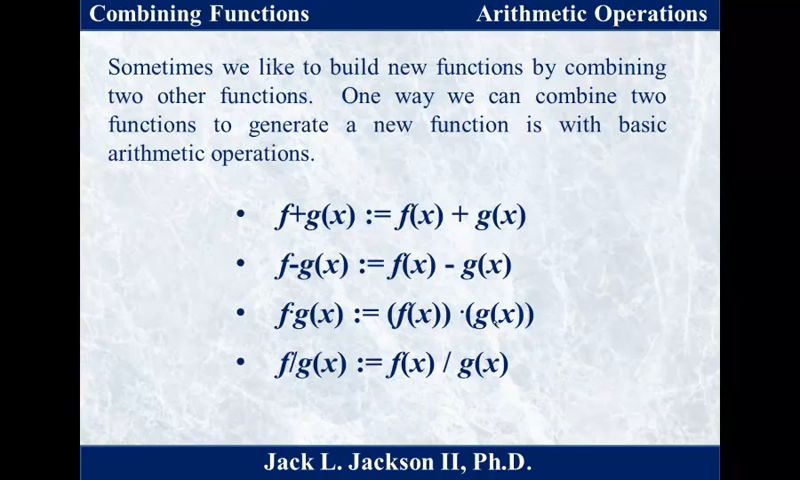 Combining Functions Arithmetic Operations
Sometimes we like to build new functions by combining
two other functions. One way we can combine two
functions to generate a new function is with basic
arithmetic operations.
• f+g(x) := f(x) + g(x)
• f-g(x) := f(x) - g(x)
• f·g(x) := (f(x)) ·(g(x))
• f/g(x) := f(x) / g(x)
Jack L. Jackson II, Ph.D.